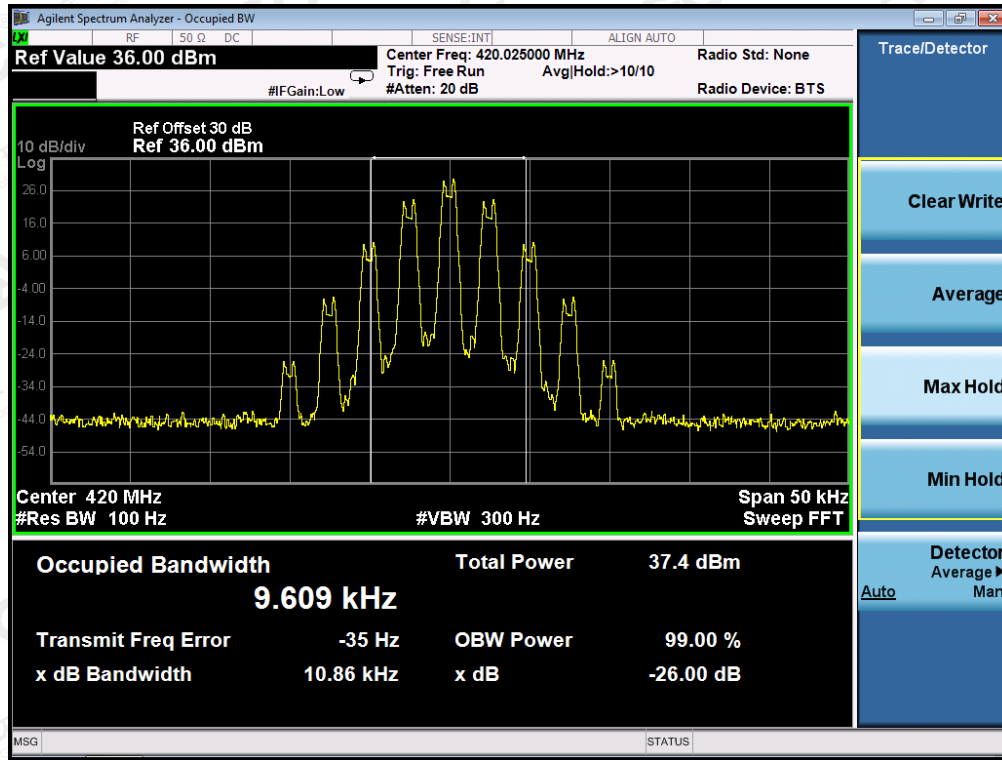 Agilent Spectrum Analyzer - Occupied BW
LXI RF 50 Ω DC SENSE:INT ALIGN AUTO
Ref Value 36.00 dBm
Center Freq: 420.025000 MHz
Radio Std: None
Trig: Free Run Avg|Hold:>10/10
#IFGain:Low
#Atten: 20 dB
Radio Device: BTS
Ref Offset 30 dB
10 dB/div Ref 36.00 dBm
Log
26.0
16.0
6.00
-4.00
-14.0
-24.0
-34.0
-44.0
-54.0
Center 420 MHz
Span 50 kHz
#Res BW 100 Hz
#VBW 300 Hz
Sweep FFT
Occupied Bandwidth
Total Power 37.4 dBm
9.609 kHz
Transmit Freq Error -35 Hz
OBW Power 99.00 %
x dB Bandwidth 10.86 kHz
x dB -26.00 dB
MSG
STATUS
Trace/Detector
Clear Write
Average
Max Hold
Min Hold
Detector
Average
Auto Man